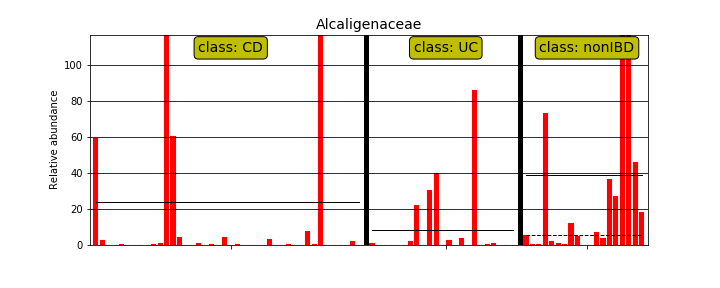 Alcaligenaceae
class: CD
class: UC
class: nonIBD
Relative abundance
100
80
60
40
20
0